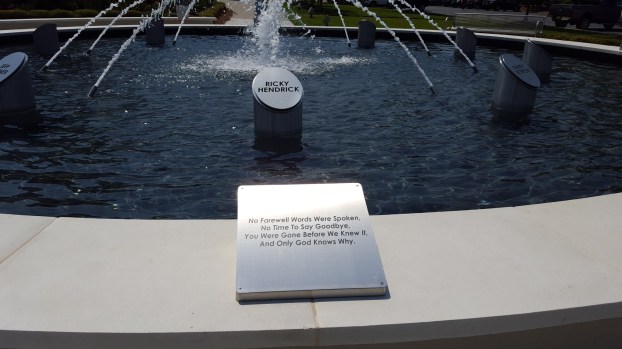 RICKY
HENDRICK
No Farewell Words Were Spoken,
No Time To Say Goodbye,
You Were Gone Before We Knew It,
And Only God Knows Why.